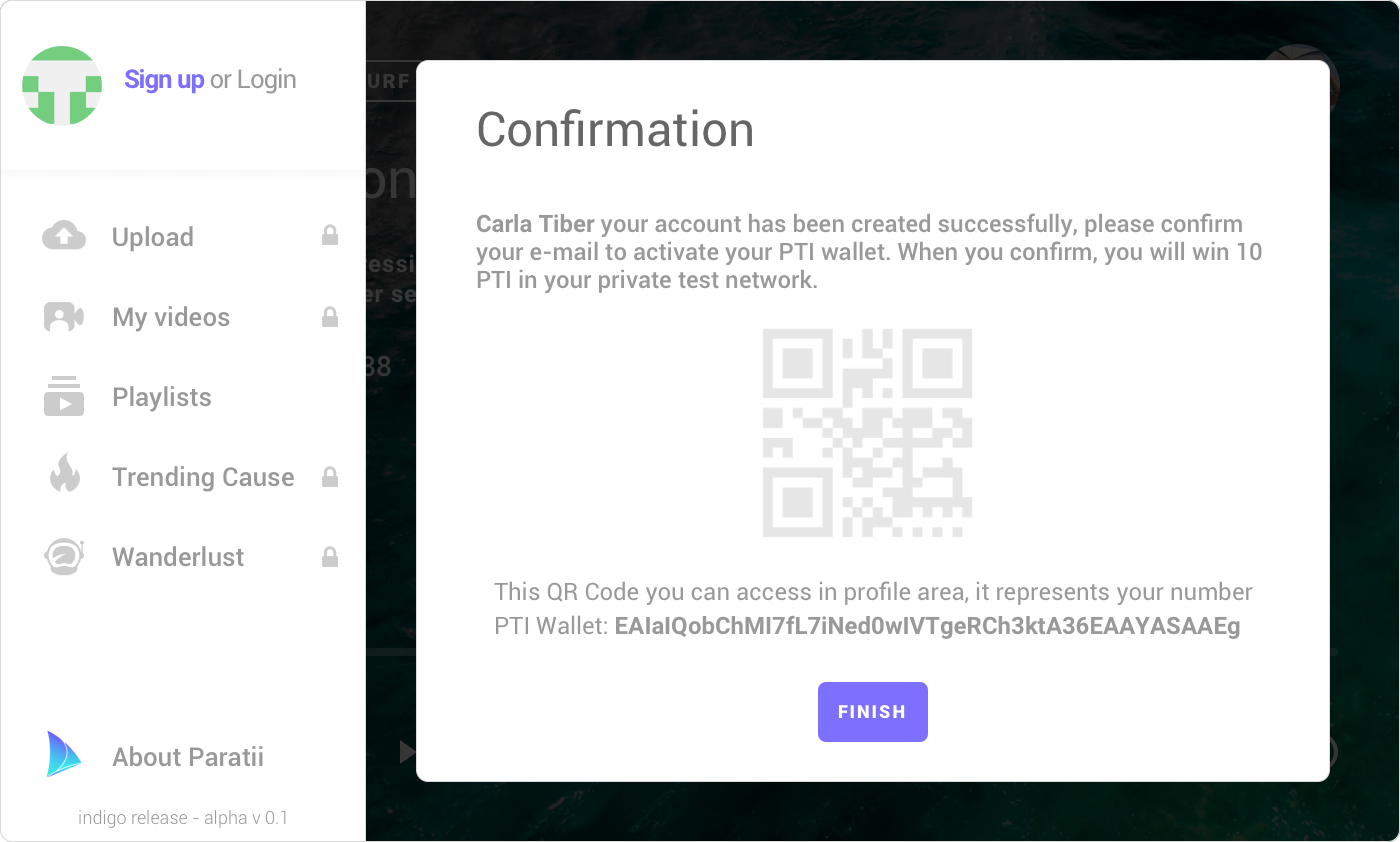 Sign up or Login
Upload
My videos
Playlists
Trending Cause
Wanderlust
About Paratii
indigo release - alpha v 0.1
URF
on
ressi
er se
38
Confirmation
Carla Tiber your account has been created successfully, please confirm
your e-mail to activate your PTI wallet. When you confirm, you will win 10
PTI in your private test network.
This QR Code you can access in profile area, it represents your number
PTI Wallet: EAIaIQobChMI7fL7iNed0wIVTgeRCh3ktA36EAAYASAAEg
FINISH